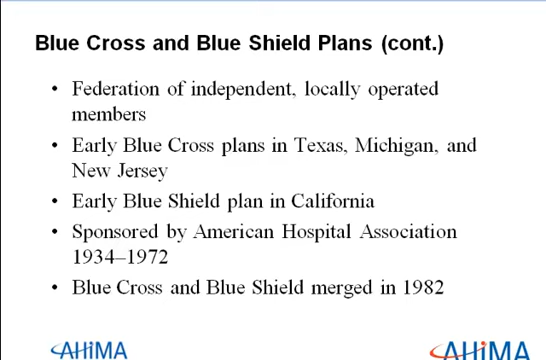 Blue Cross and Blue Shield Plans (cont.)
• Federation of independent, locally operated
members
• Early Blue Cross plans in Texas, Michigan, and
New Jersey
• Early Blue Shield plan in California
• Sponsored by American Hospital Association
1934–1972
• Blue Cross and Blue Shield merged in 1982
AHiMA
AHiMA